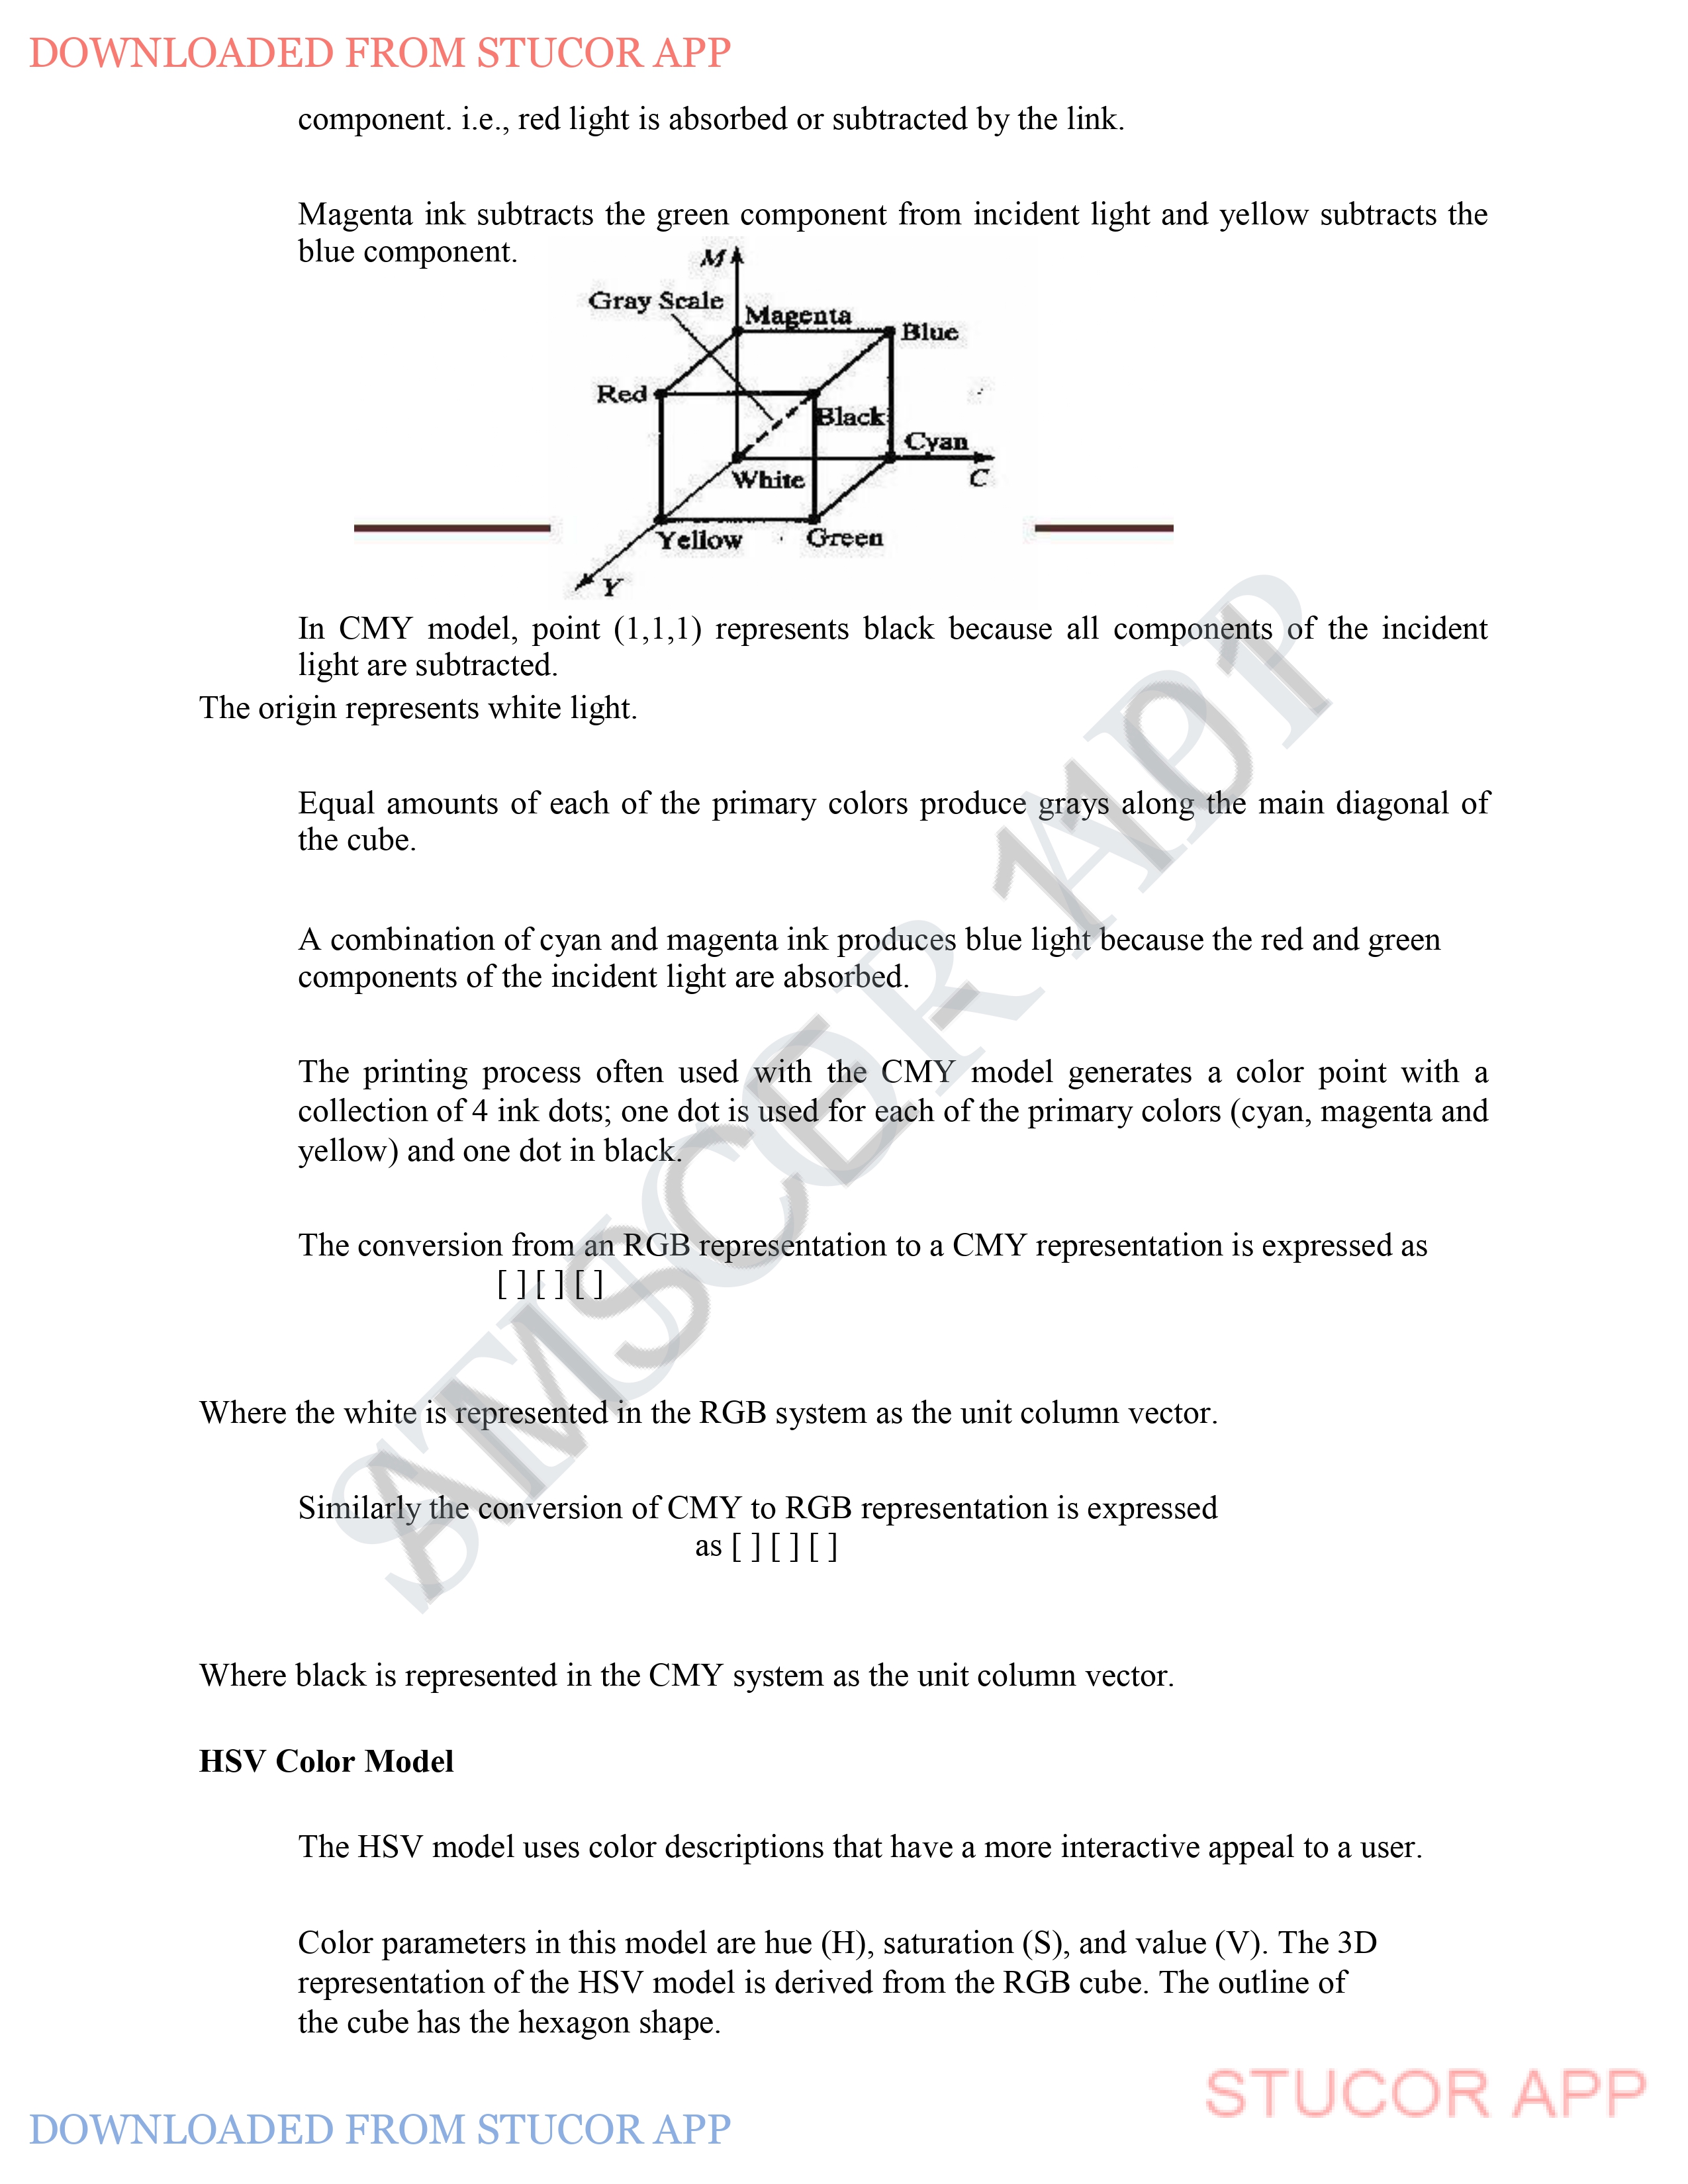 DOWNLOADED FROM STUCOR APP
component. i.e., red light is absorbed or subtracted by the link.
Magenta ink subtracts the green component from incident light and yellow subtracts the
blue component.
M
Gray Scale
Magenta
Blue
Red
Black
Cyan
White
C
Yellow
Green
Y
In CMY model, point (1,1,1) represents black because all components of the incident
light are subtracted.
The origin represents white light.
Equal amounts of each of the primary colors produce grays along the main diagonal of
the cube.
A combination of cyan and magenta ink produces blue light because the red and green
components of the incident light are absorbed.
The printing process often used with the CMY model generates a color point with a
collection of 4 ink dots; one dot is used for each of the primary colors (cyan, magenta and
yellow) and one dot in black.
The conversion from an RGB representation to a CMY representation is expressed as
[ ] [ ] [ ]
Where the white is represented in the RGB system as the unit column vector.
Similarly the conversion of CMY to RGB representation is expressed
as [ ] [ ] [ ]
Where black is represented in the CMY system as the unit column vector.
HSV Color Model
The HSV model uses color descriptions that have a more interactive appeal to a user.
Color parameters in this model are hue (H), saturation (S), and value (V). The 3D
representation of the HSV model is derived from the RGB cube. The outline of
the cube has the hexagon shape.
STUCOR APP
AMSCE-1101
STUCOR APP
DOWNLOADED FROM STUCOR APP